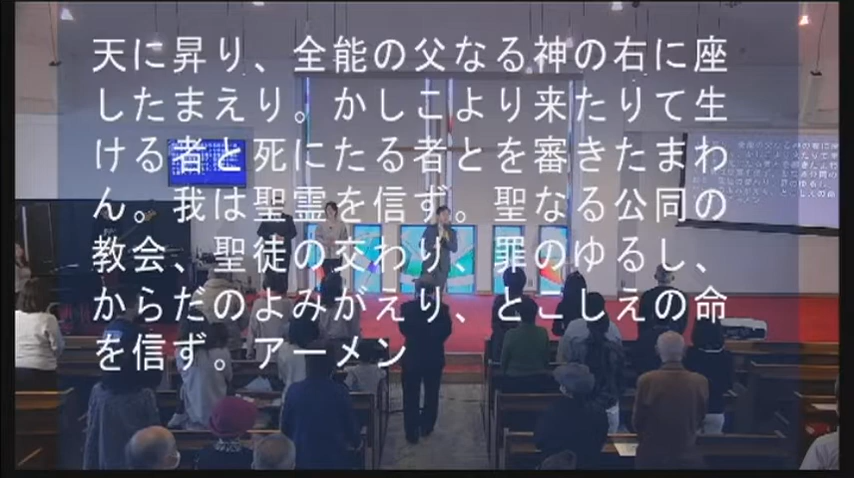 天に昇り、全能の父なる神の右に座
したまえり。かしこより来たりて生
ける者と死にたる者とを審きたまわ
ん。我は聖霊を信ず。聖なる公同の
教会、聖徒の交わり、罪のゆるし、
からだのよみがえり、とこしえの命
を信ず。アーメン